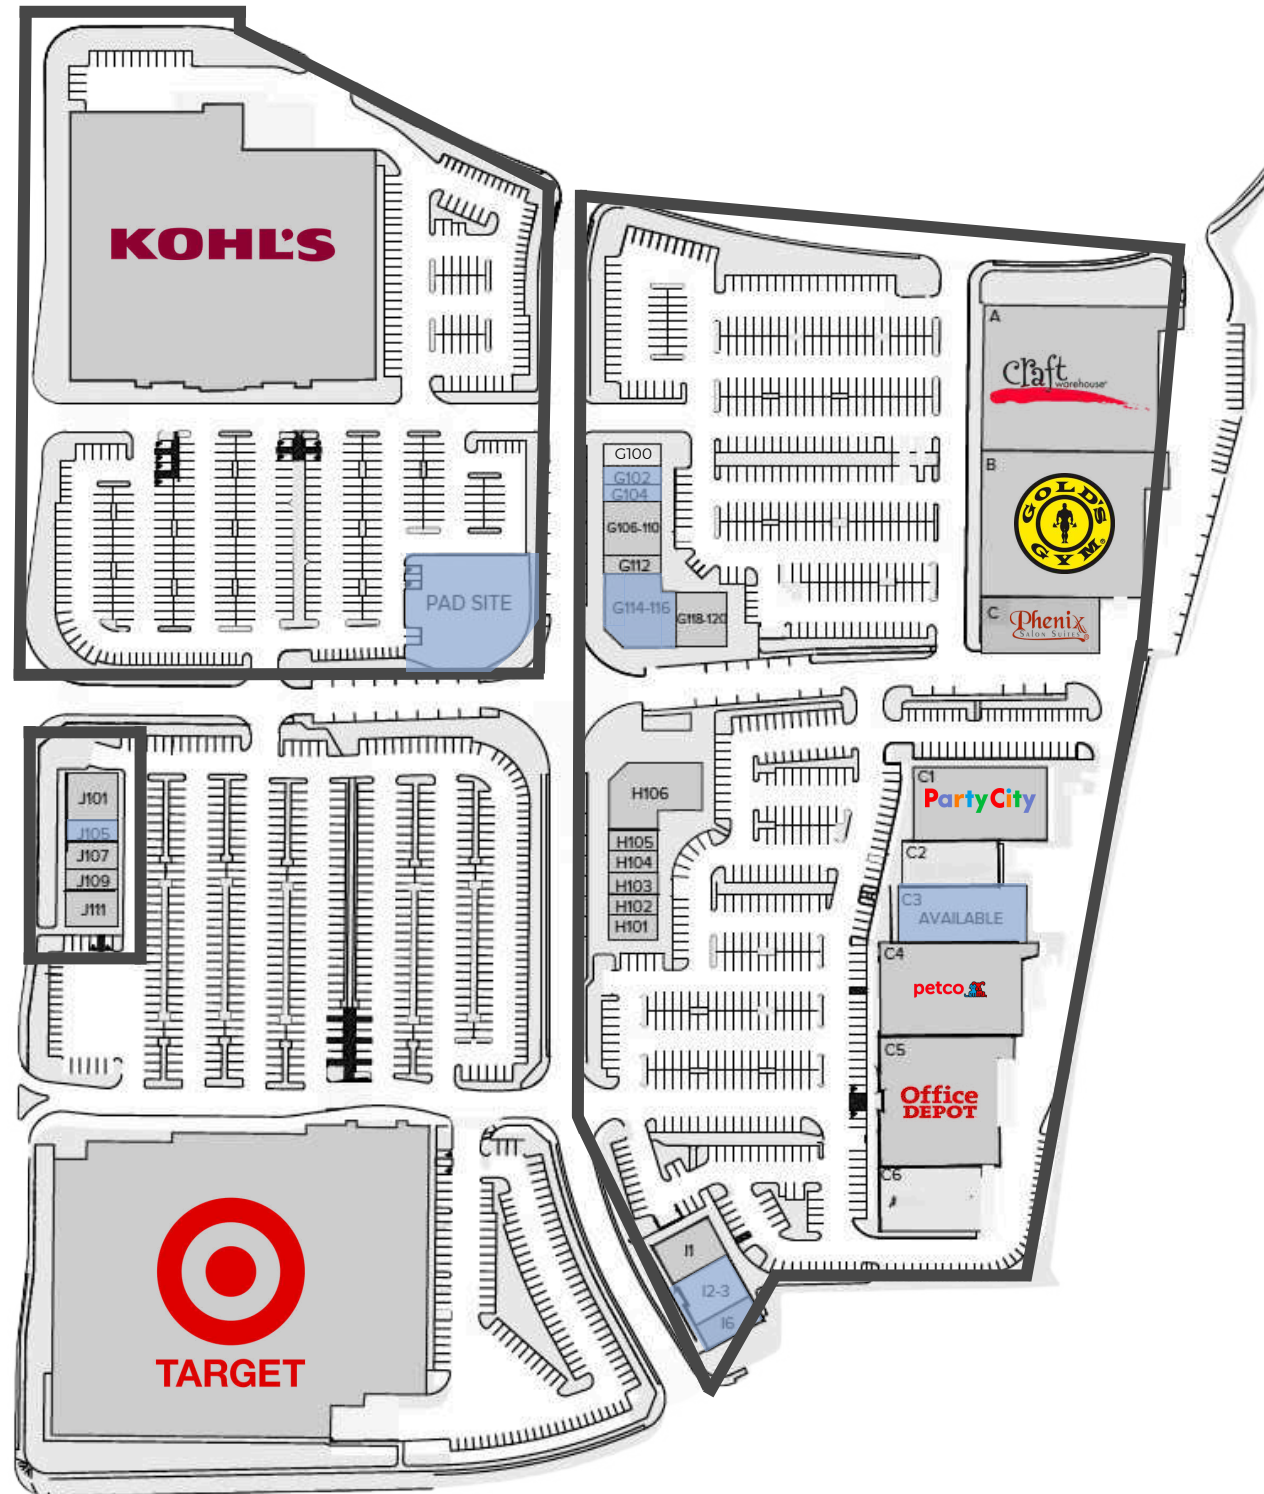 KOHL'S
PAD SITE
A
craft
warehouse
B
GOLD'S
GYM
C
Phenix
SALON SUITES
G100
G102
G104
G106-110
G112
G114-116
G118-120
J101
J105
J107
J109
J111
H106
H105
H104
H103
H102
H101
C1
PartyCity
C2
C3
AVAILABLE
C4
petco
C5
Office
DEPOT
C6
I1
I2-3
I6
TARGET